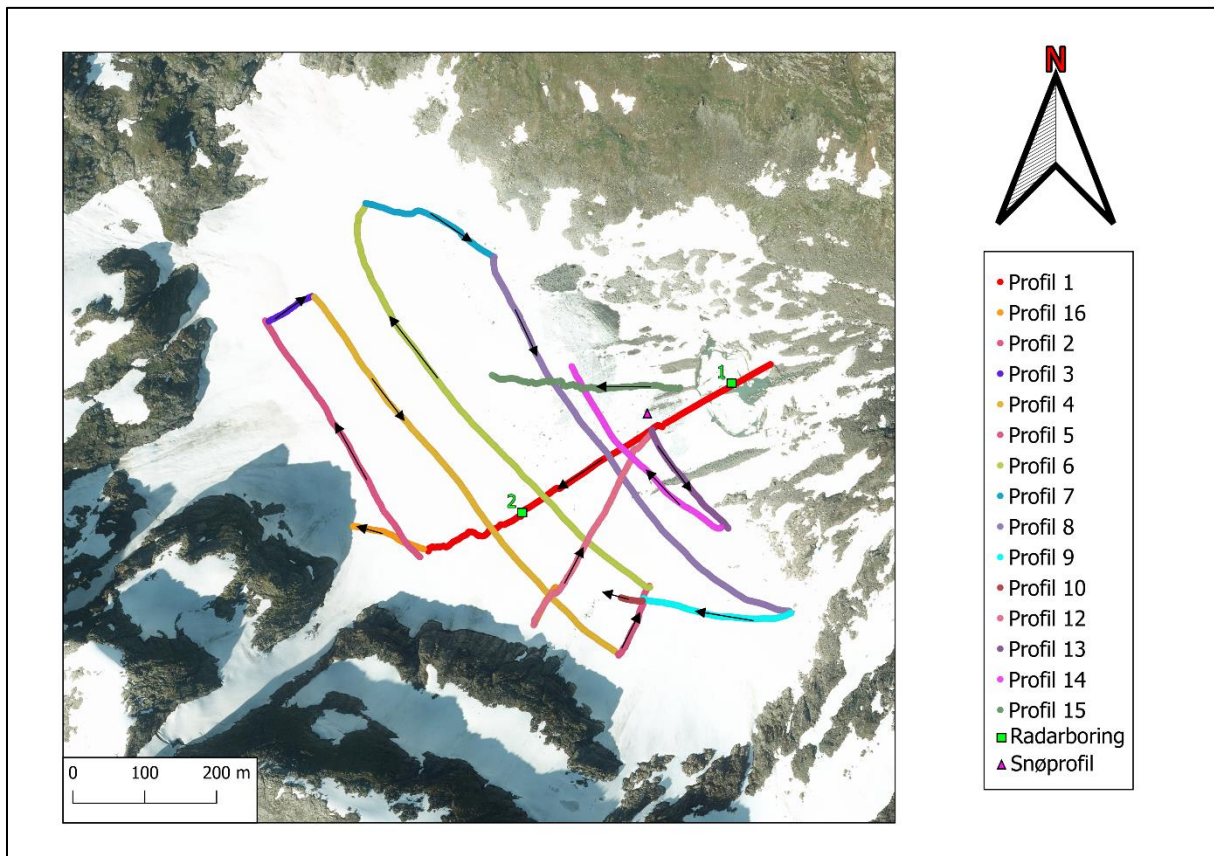 N
1
2
0 100 200 m
Profil 1
Profil 16
Profil 2
Profil 3
Profil 4
Profil 5
Profil 6
Profil 7
Profil 8
Profil 9
Profil 10
Profil 12
Profil 13
Profil 14
Profil 15
Radarboring
Snøprofil